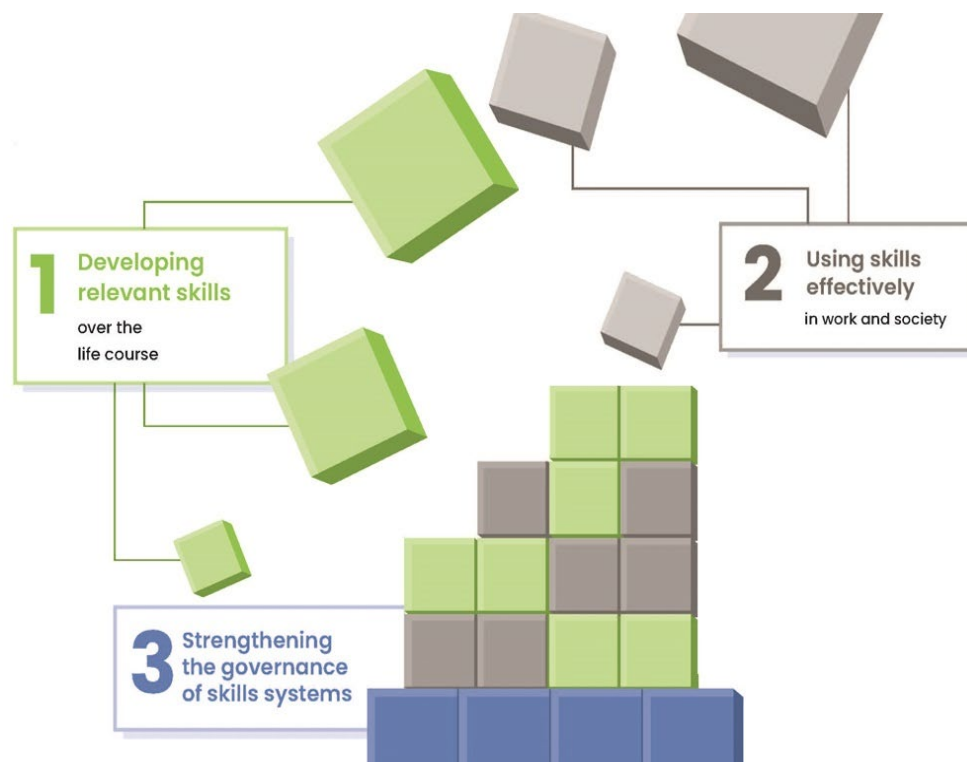 1
Developing
relevant skills
over the
life course
2
Using skills
effectively
in work and society
3
Strengthening
the governance
of skills systems